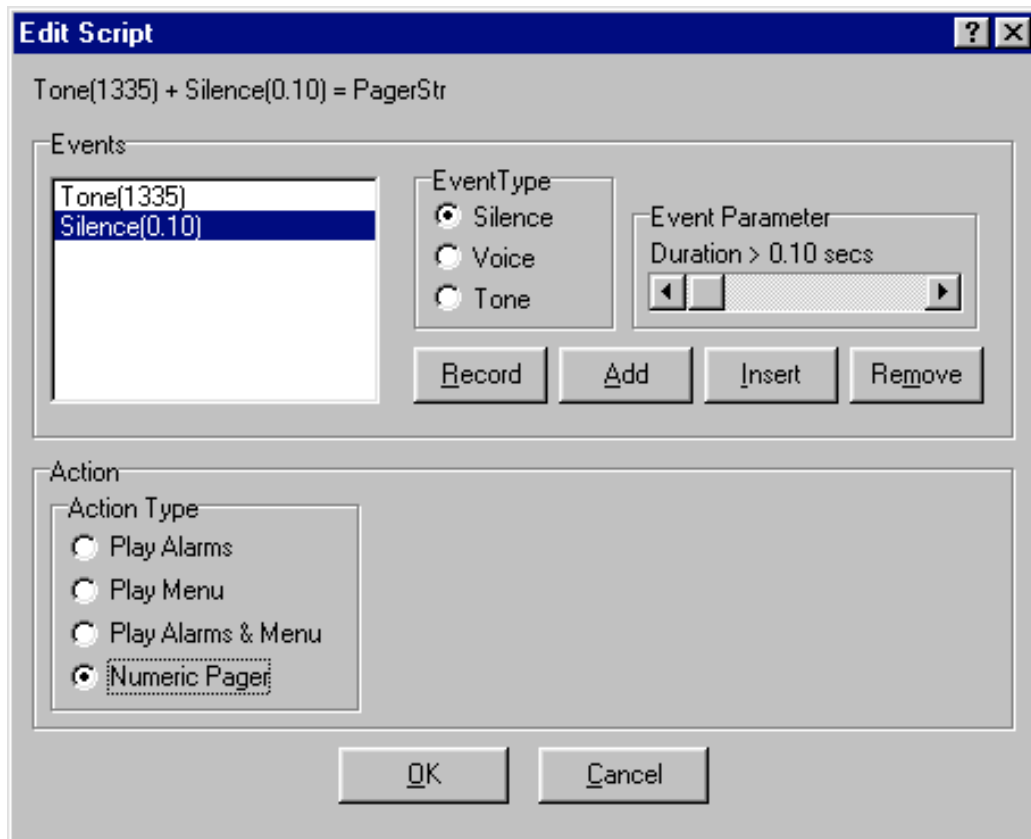 Edit Script
Tone(1335) + Silence(0.10) = PagerStr
Events
Tone(1335)
Silence(0.10)
EventType
Silence
Voice
Tone
Event Parameter
Duration > 0.10 secs
Record Add Insert Remove
Action
Action Type
Play Alarms
Play Menu
Play Alarms & Menu
Numeric Pager
OK Cancel